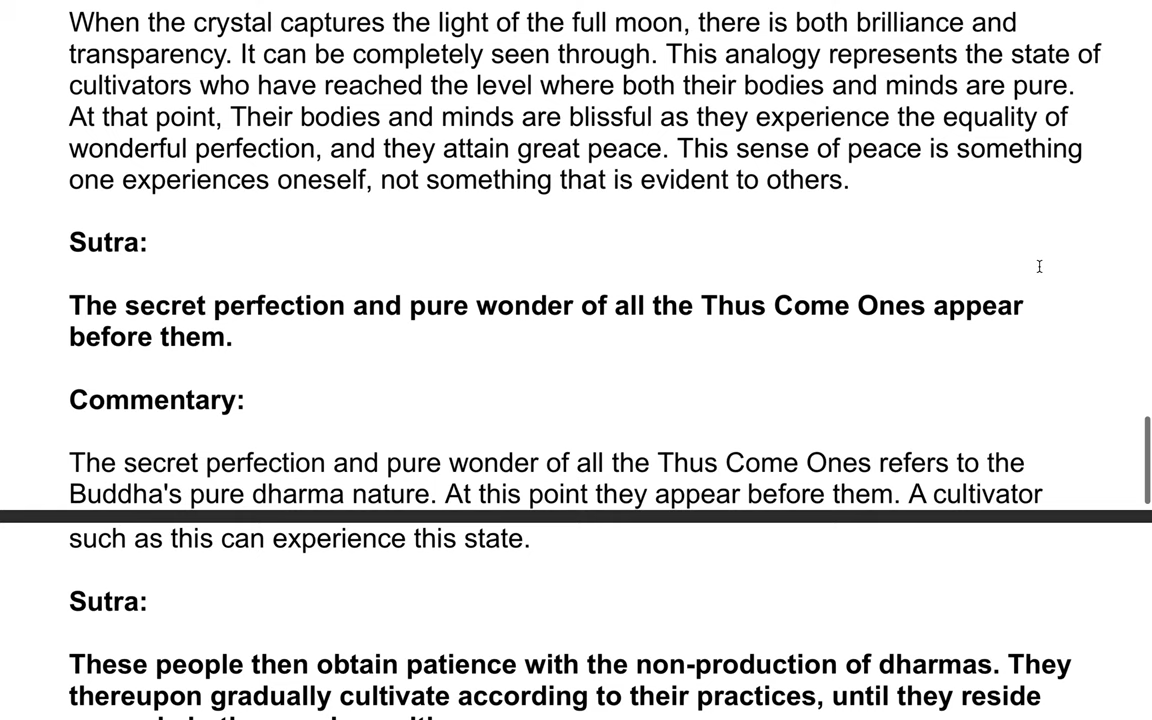 When the crystal captures the light of the full moon, there is both brilliance and
transparency. It can be completely seen through. This analogy represents the state of
cultivators who have reached the level where both their bodies and minds are pure.
At that point, Their bodies and minds are blissful as they experience the equality of
wonderful perfection, and they attain great peace. This sense of peace is something
one experiences oneself, not something that is evident to others.
Sutra:
The secret perfection and pure wonder of all the Thus Come Ones appear
before them.
Commentary:
The secret perfection and pure wonder of all the Thus Come Ones refers to the
Buddha's pure dharma nature. At this point they appear before them. A cultivator
such as this can experience this state.
Sutra:
These people then obtain patience with the non-production of dharmas. They
thereupon gradually cultivate according to their practices, until they reside